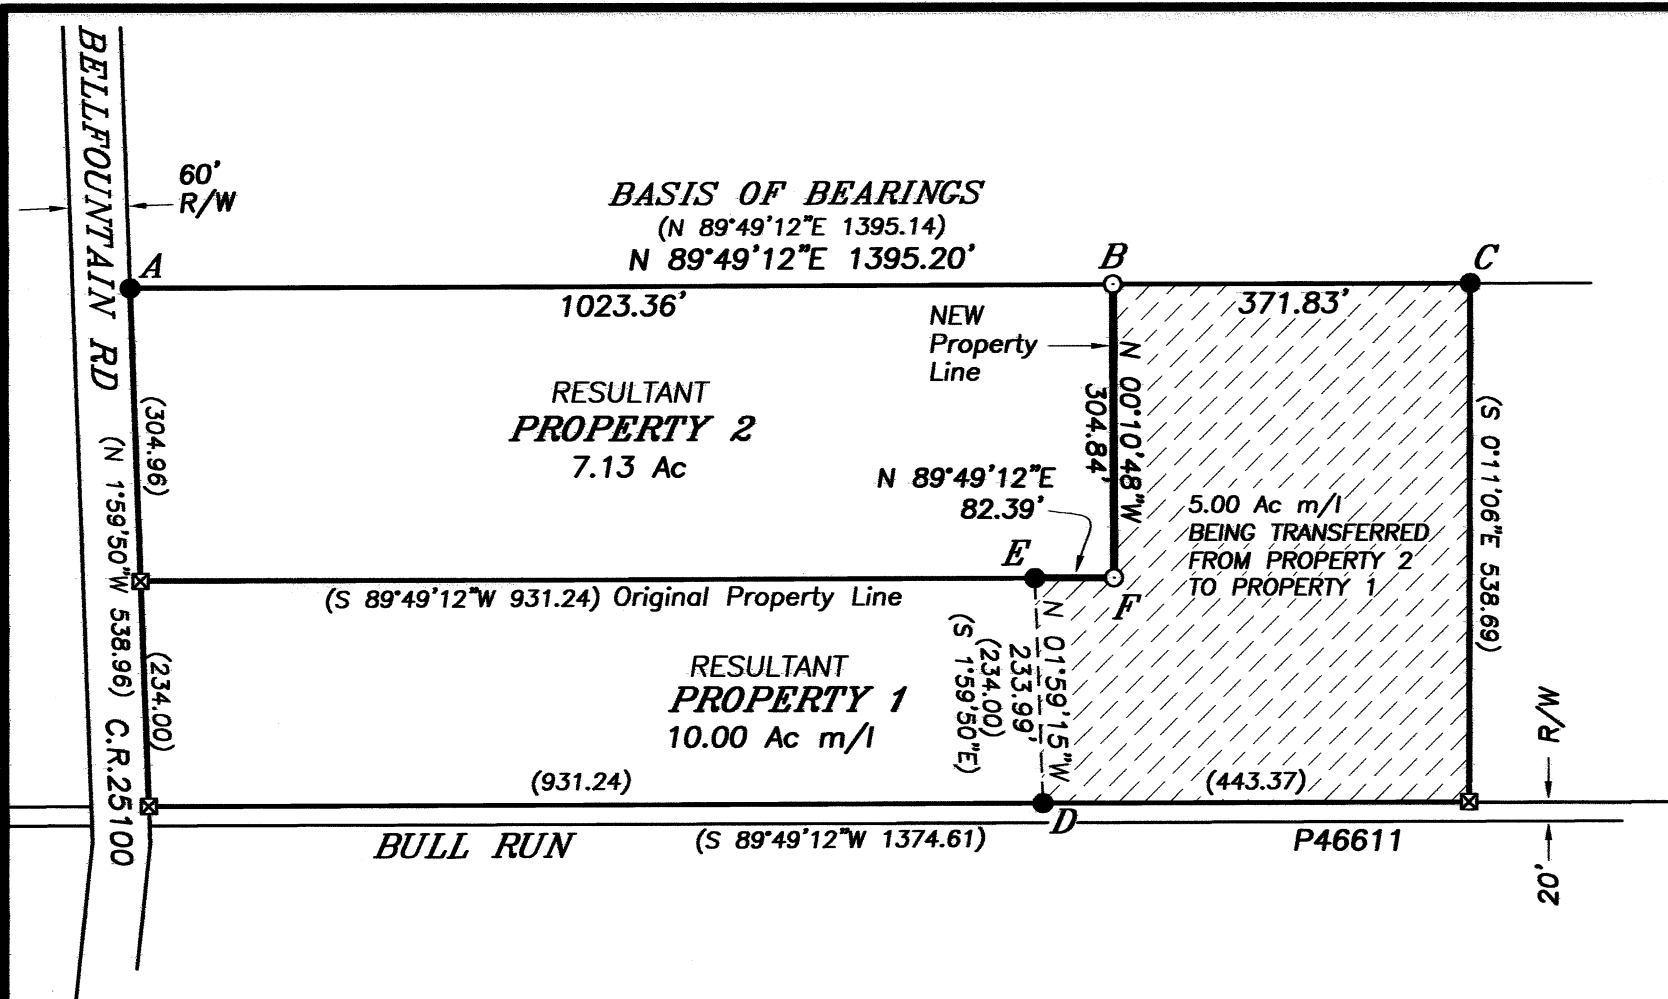 BELLFOUNTAIN RD
60'
R/W
BASIS OF BEARINGS
(N 89°49'12"E 1395.14)
N 89°49'12"E 1395.20'
A
B
C
1023.36'
371.83'
NEW
Property
Line
N 00°10'48"W
304.84'
RESULTANT
PROPERTY 2
7.13 Ac
(304.96)
(N 1°59'50"W 538.96)
C.R.25100
N 89°49'12"E
82.39'
(S 0°11'06"E 538.69)
5.00 Ac m/l
BEING TRANSFERRED
FROM PROPERTY 2
TO PROPERTY 1
E
F
(S 89°49'12"W 931.24) Original Property Line
RESULTANT
PROPERTY 1
10.00 Ac m/l
(234.00)
N 01°59'15"W
233.99'
(234.00)
(S 1°59'50"E)
(931.24)
(443.37)
D
R/W
20'
BULL RUN
(S 89°49'12"W 1374.61)
P46611